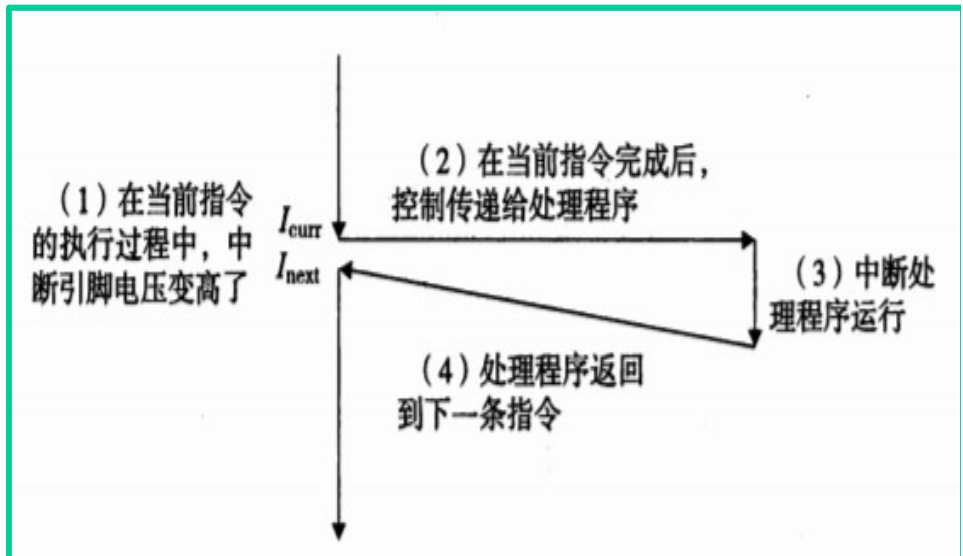 （2）在当前指令完成后，
控制传递给处理程序
（1）在当前指令
的执行过程中，中
断引脚电压变高了
Icurr
Inext
（3）中断处
理程序运行
（4）处理程序返回
到下一条指令